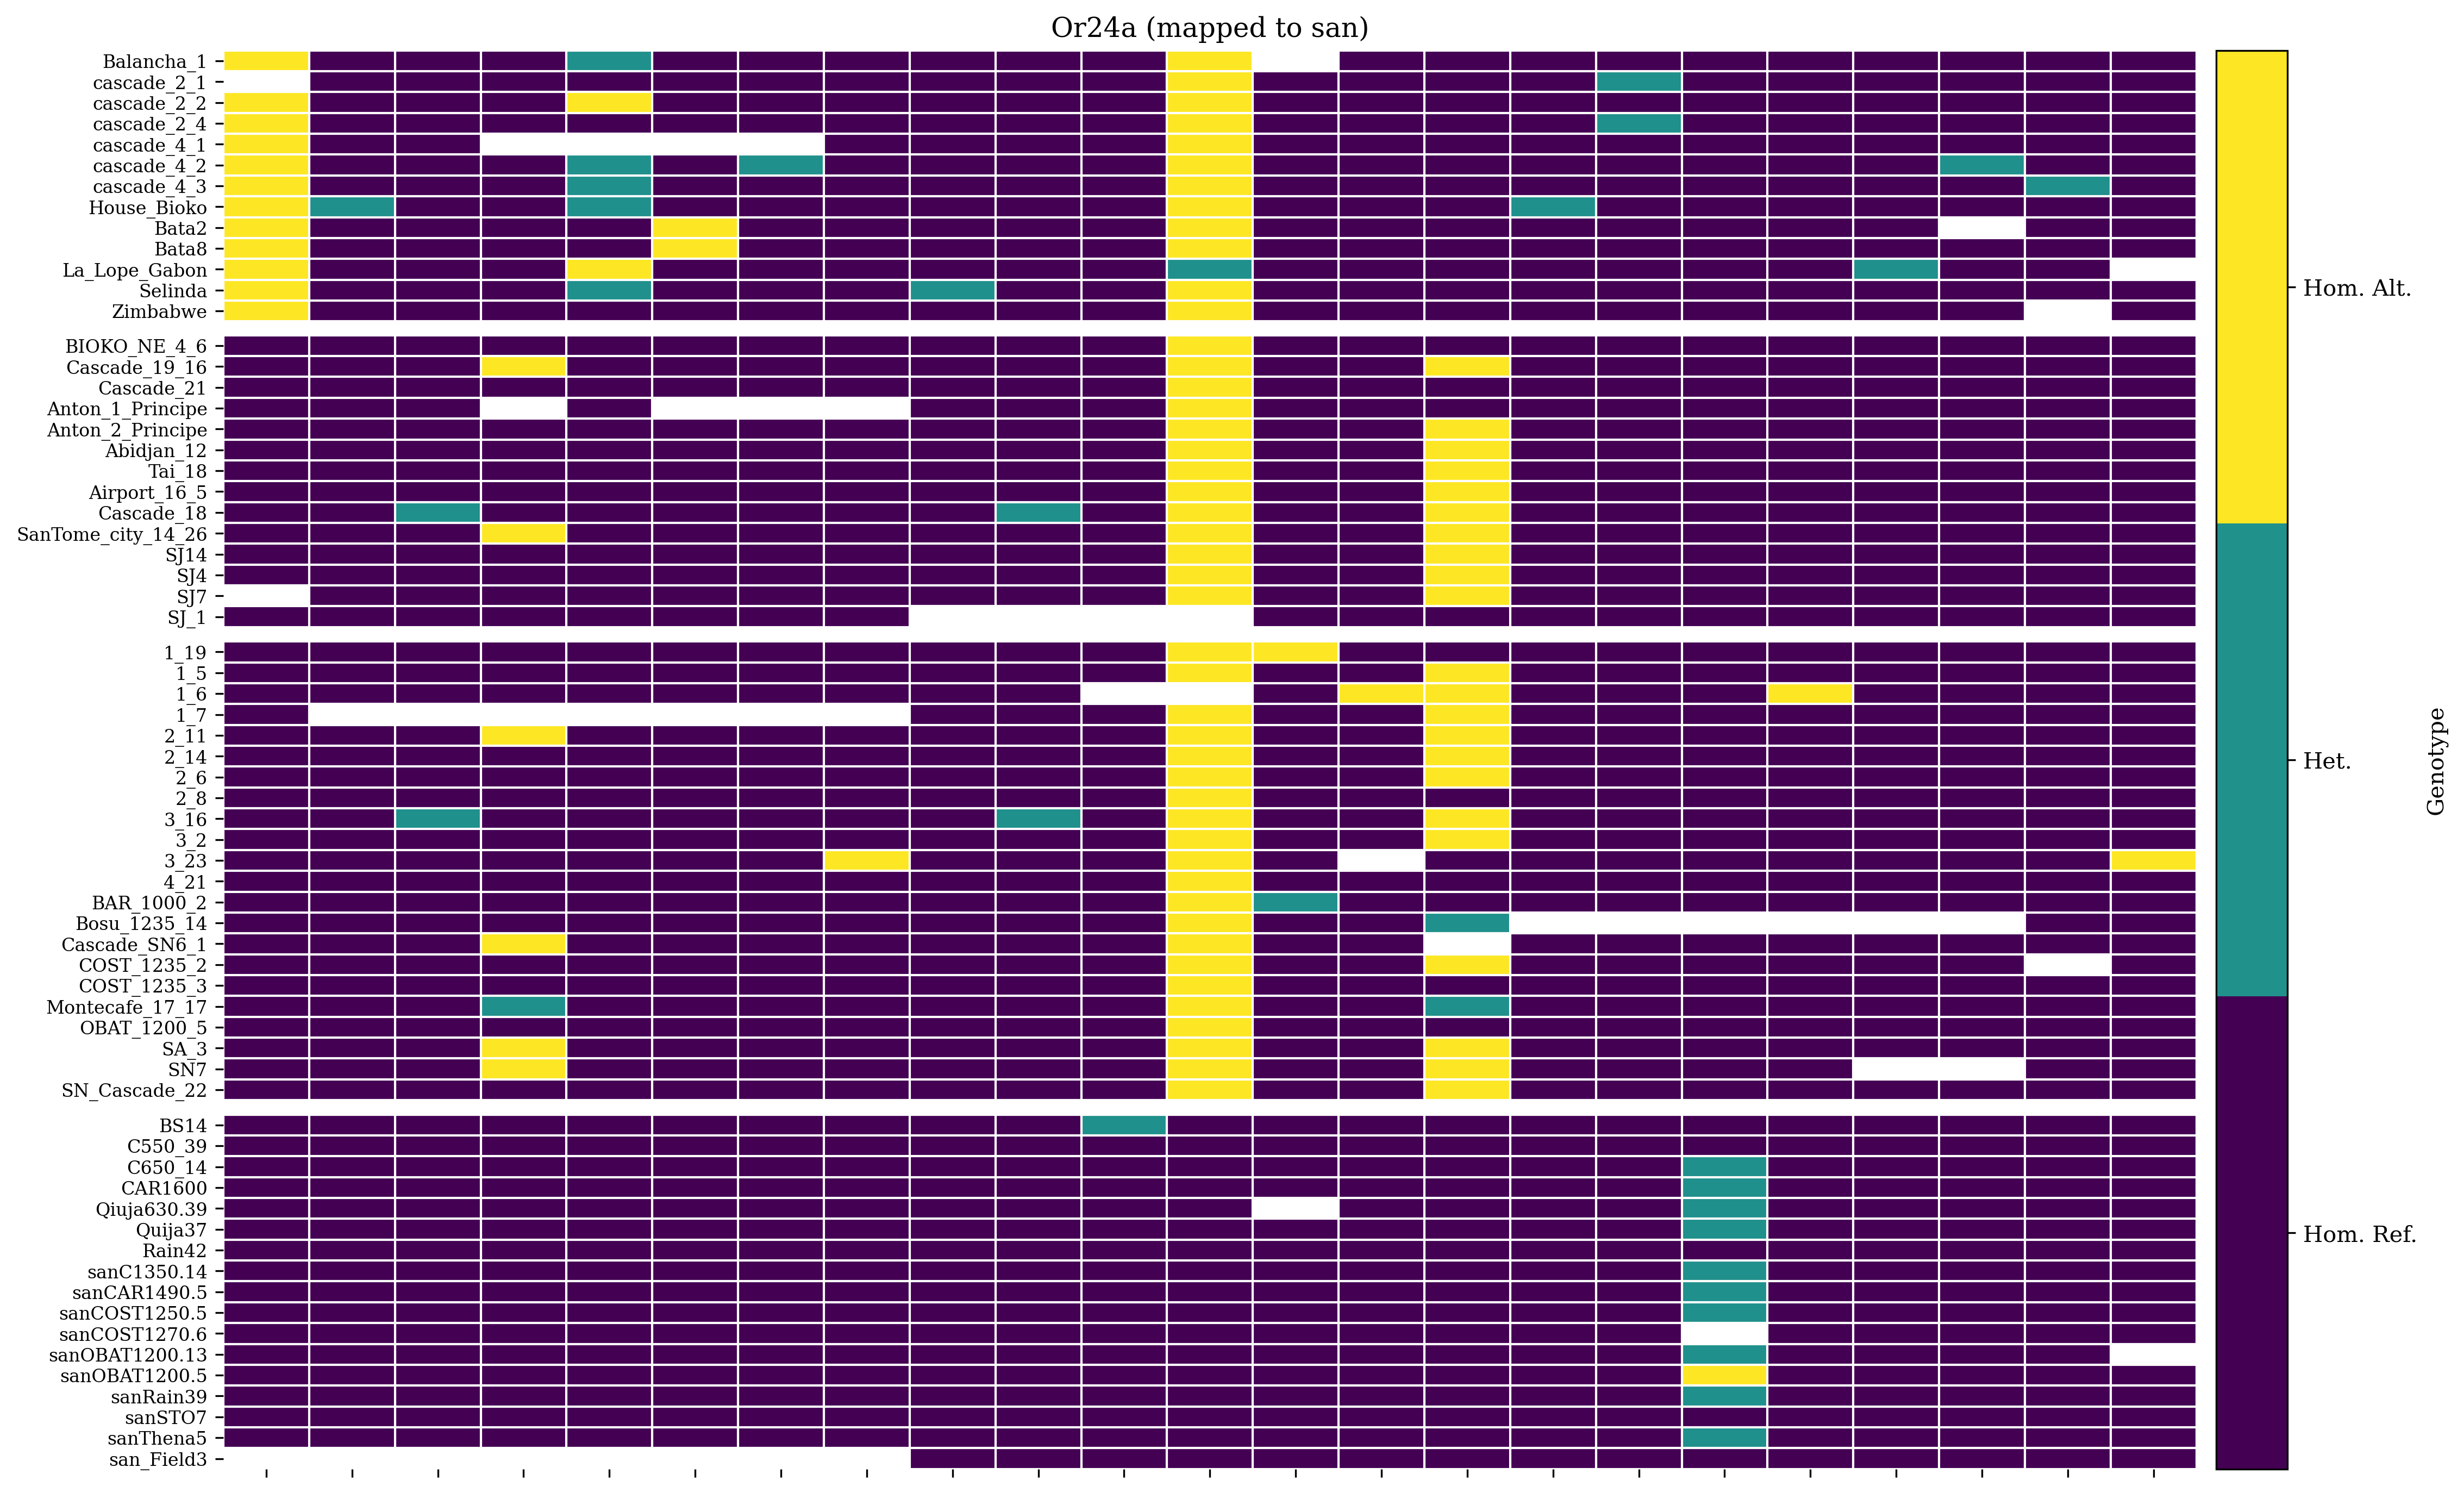 Or24a (mapped to san)
Balancha_1
cascade_2_1
cascade_2_2
cascade_2_4
cascade_4_1
cascade_4_2
cascade_4_3
House_Bioko
Bata2
Bata8
La_Lope_Gabon
Selinda
Zimbabwe
BIOKO_NE_4_6
Cascade_19_16
Cascade_21
Anton_1_Principe
Anton_2_Principe
Abidjan_12
Tai_18
Airport_16_5
Cascade_18
SanTome_city_14_26
SJ14
SJ4
SJ7
SJ_1
1_19
1_5
1_6
1_7
2_11
2_14
2_6
2_8
3_16
3_2
3_23
4_21
BAR_1000_2
Bosu_1235_14
Cascade_SN6_1
COST_1235_2
COST_1235_3
Montecafe_17_17
OBAT_1200_5
SA_3
SN7
SN_Cascade_22
BS14
C550_39
C650_14
CAR1600
Qiuja630.39
Quija37
Rain42
sanC1350.14
sanCAR1490.5
sanCOST1250.5
sanCOST1270.6
sanOBAT1200.13
sanOBAT1200.5
sanRain39
sanSTO7
sanThena5
san_Field3
Hom. Alt.
Het.
Hom. Ref.
Genotype